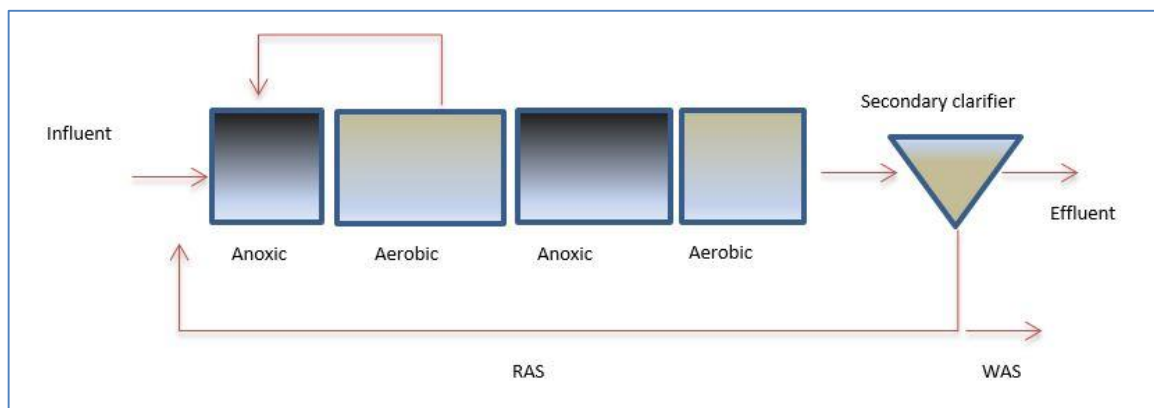 Secondary clarifier
Influent
Effluent
Anoxic
Aerobic
Anoxic
Aerobic
RAS
WAS